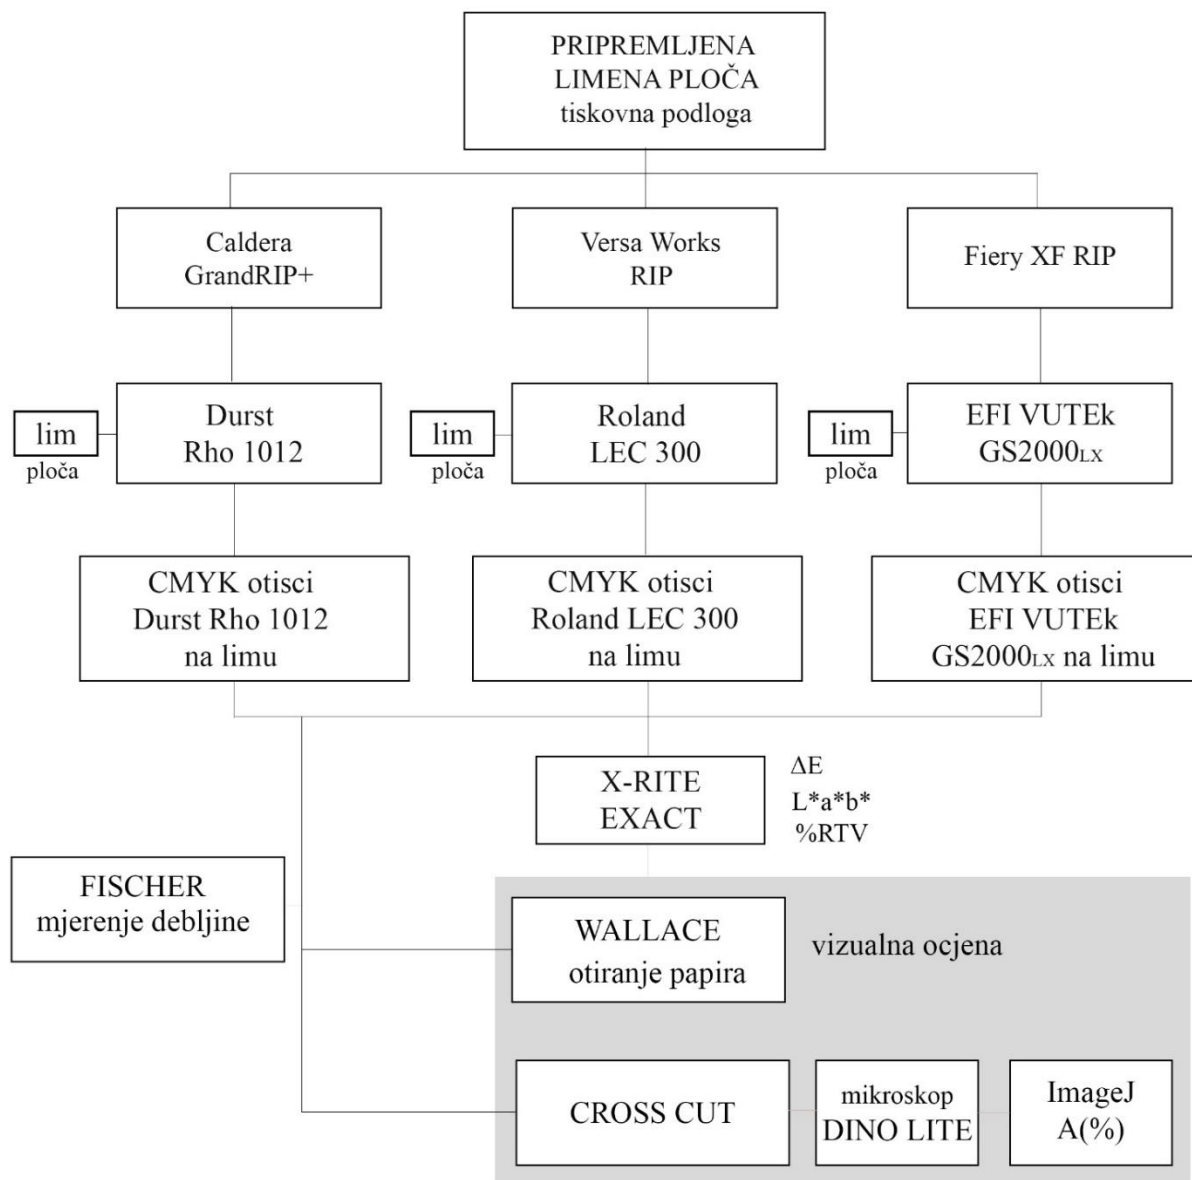 PRIPREMLJENA
LIMENA PLOČA
tiskovna podloga
Caldera
GrandRIP+
Versa Works
RIP
Fiery XF RIP
lim
ploča
Durst
Rho 1012
lim
ploča
Roland
LEC 300
lim
ploča
EFI VUTEk
GS2000LX
CMYK otisci
Durst Rho 1012
na limu
CMYK otisci
Roland LEC 300
na limu
CMYK otisci
EFI VUTEk
GS2000LX na limu
X-RITE
EXACT
ΔE
L*a*b*
%RTV
FISCHER
mjerenje debljine
WALLACE
otiranje papira
vizualna ocjena
CROSS CUT
mikroskop
DINO LITE
ImageJ
A(%)